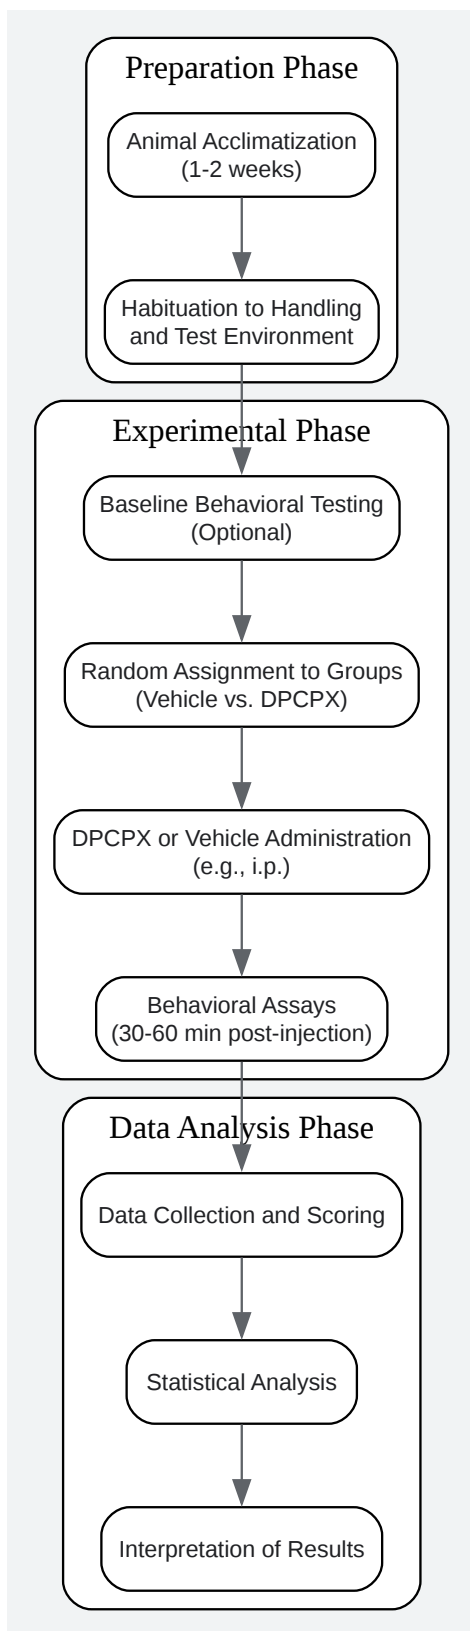 Preparation Phase
Animal Acclimatization
(1-2 weeks)
Habituation to Handling
and Test Environment
Experimental Phase
Baseline Behavioral Testing
(Optional)
Random Assignment to Groups
(Vehicle vs. DPCPX)
DPCPX or Vehicle Administration
(e.g., i.p.)
Behavioral Assays
(30-60 min post-injection)
Data Analysis Phase
Data Collection and Scoring
Statistical Analysis
Interpretation of Results